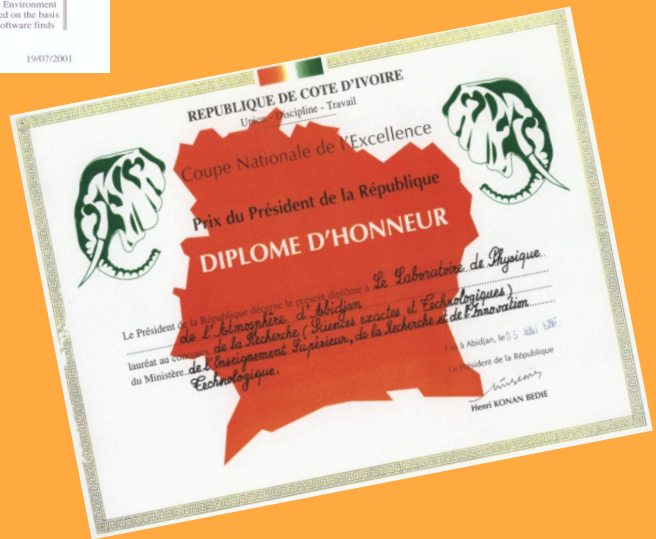 Environment
ed on the basis
oftware finds
19/07/2001
REPUBLIQUE DE COTE D'IVOIRE
Union - Discipline - Travail
Coupe Nationale de l'Excellence
Prix du Président de la République
DIPLOME D'HONNEUR
Le Président de la République décerne le présent diplôme à Le Laboratoire de Physique
de l'Atmosphère d'Abidjan
lauréat au concours de la Recherche (Sciences exactes et Technologiques)
du Ministère de l'Enseignement Supérieur, de la Recherche et de l'Innovation
Technologique.
Fait à Abidjan, le 05
Le Président de la République
Henri KONAN BEDIE